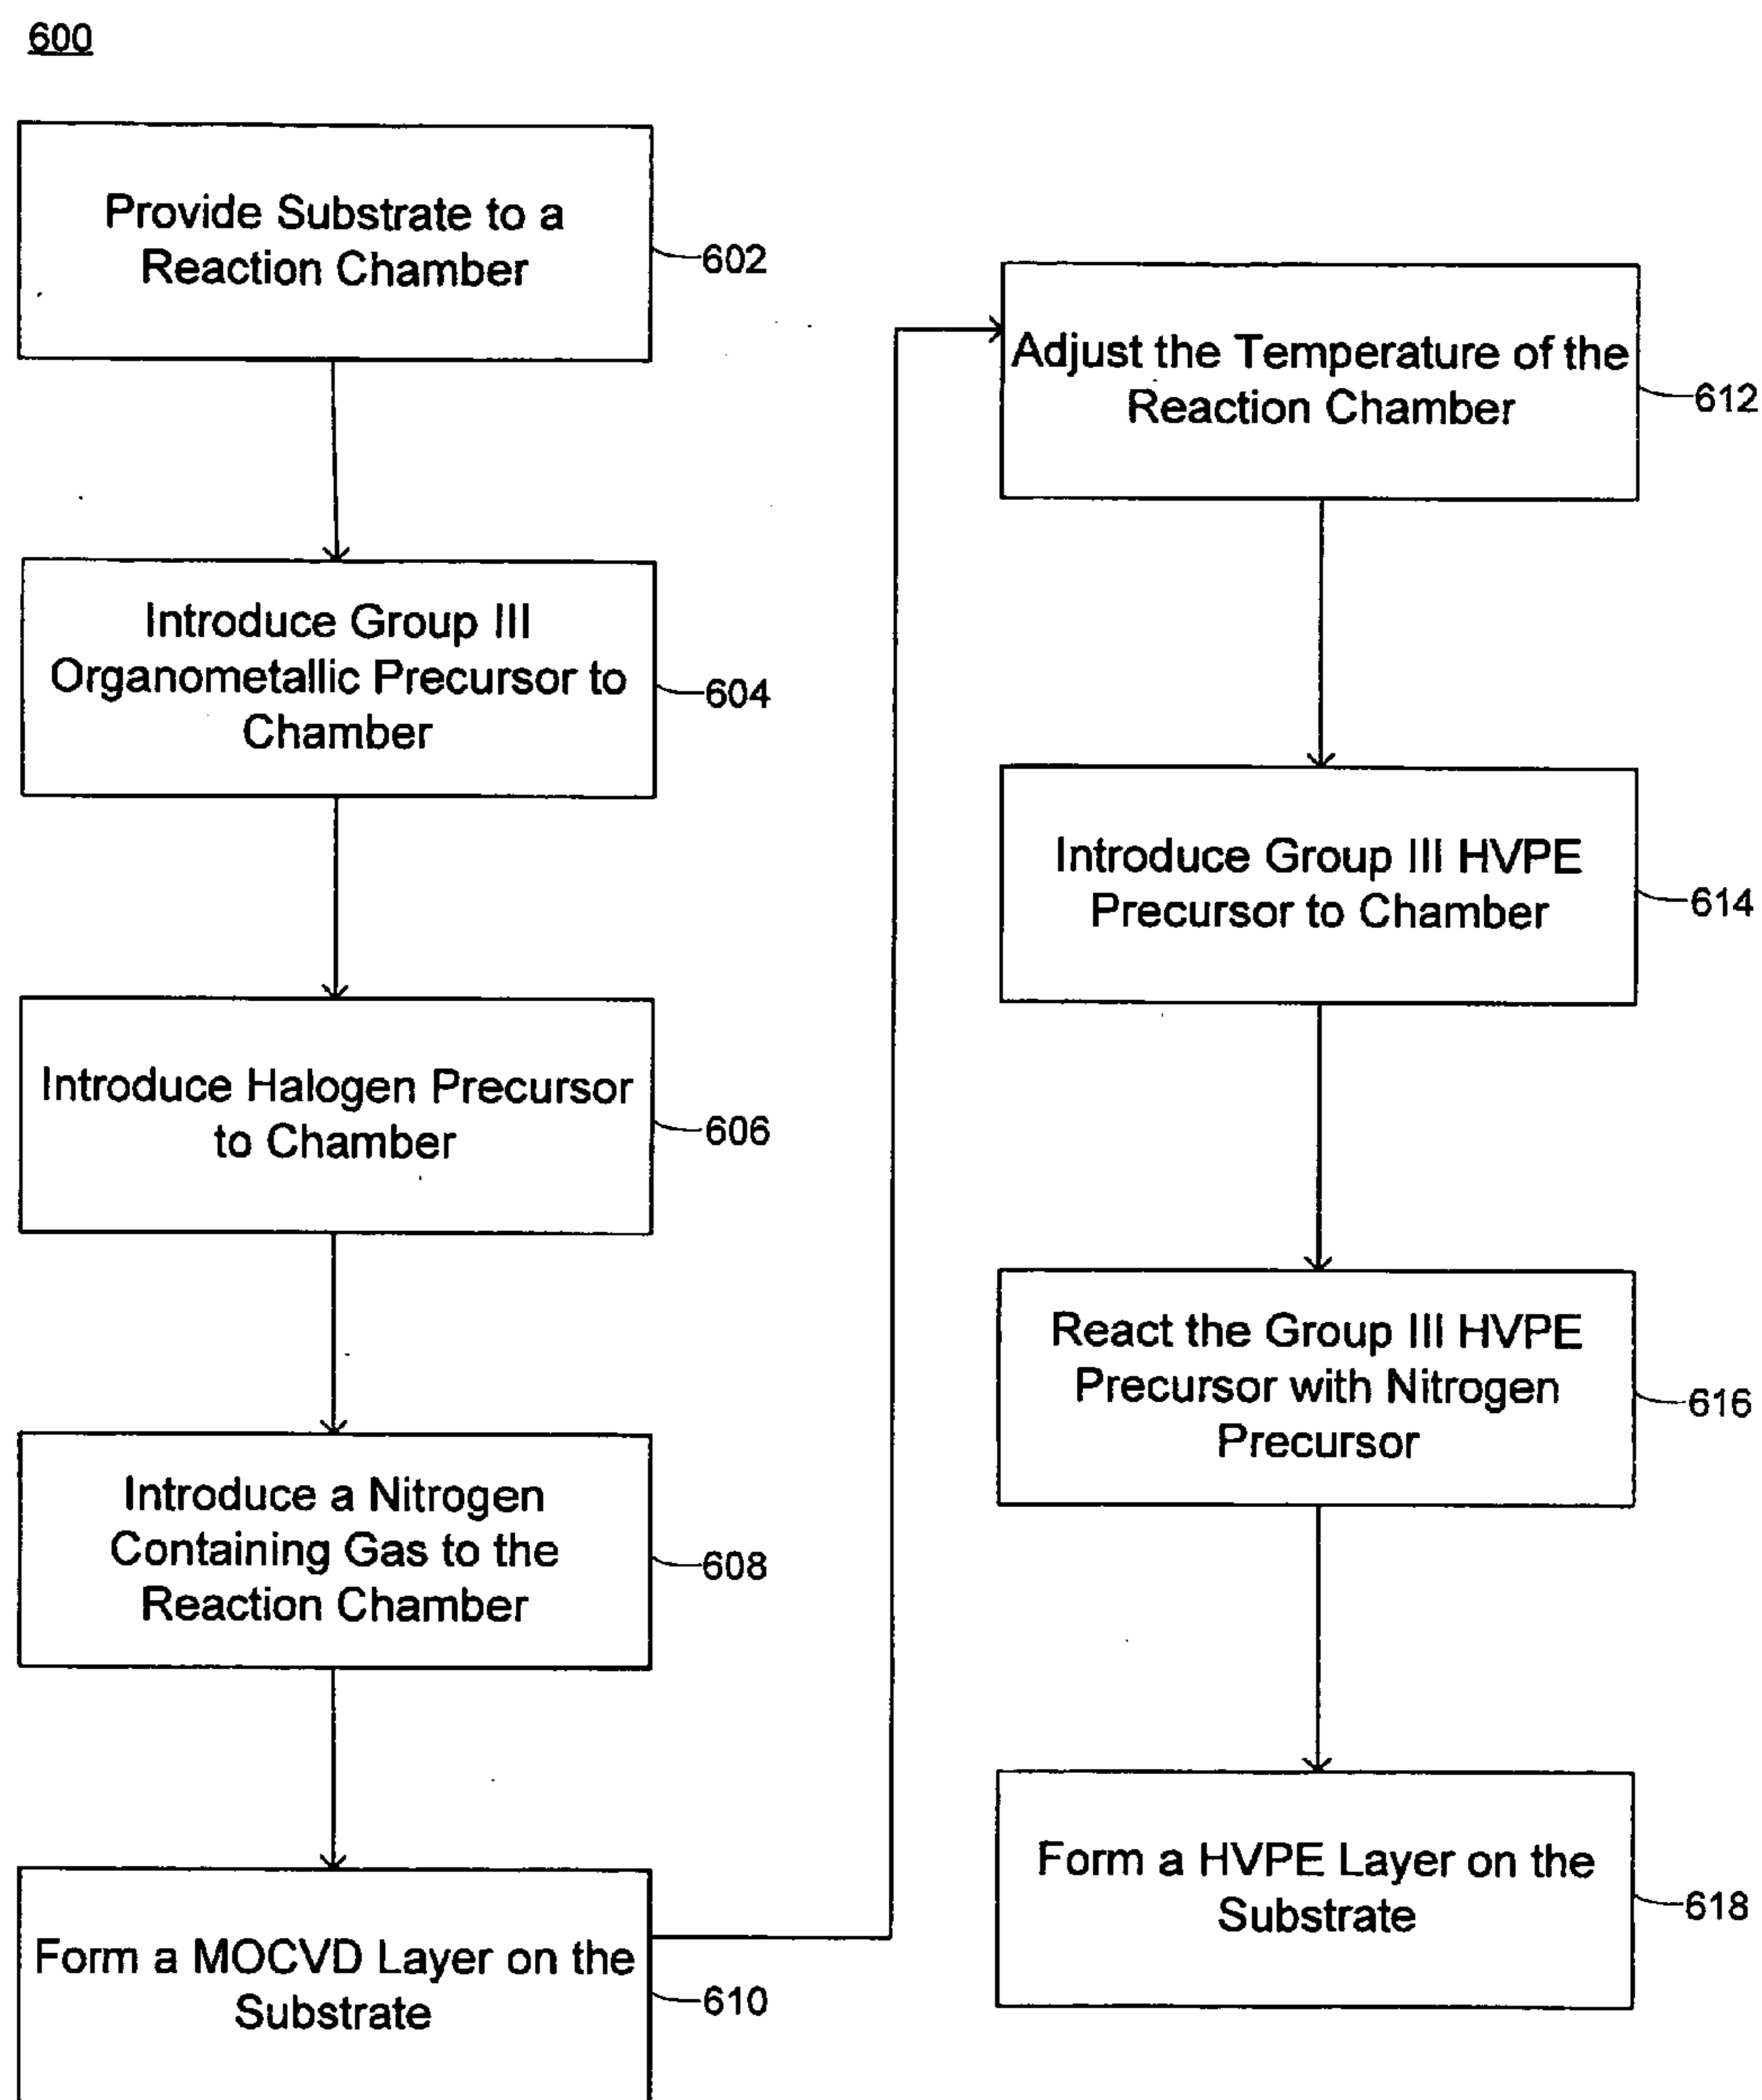 600
Provide Substrate to a
Reaction Chamber
602
Introduce Group III
Organometallic Precursor to
Chamber
604
Introduce Halogen Precursor
to Chamber
606
Introduce a Nitrogen
Containing Gas to the
Reaction Chamber
608
Form a MOCVD Layer on the
Substrate
610
Adjust the Temperature of the
Reaction Chamber
612
Introduce Group III HVPE
Precursor to Chamber
614
React the Group III HVPE
Precursor with Nitrogen
Precursor
616
Form a HVPE Layer on the
Substrate
618